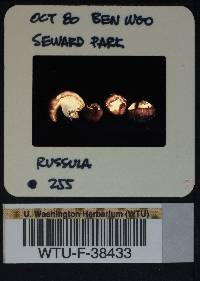 OCT 80 BEN WOO
SEWARD PARK
RUSSULA
255
U. Washington Herbarium (WTU)
WTU-F-38433